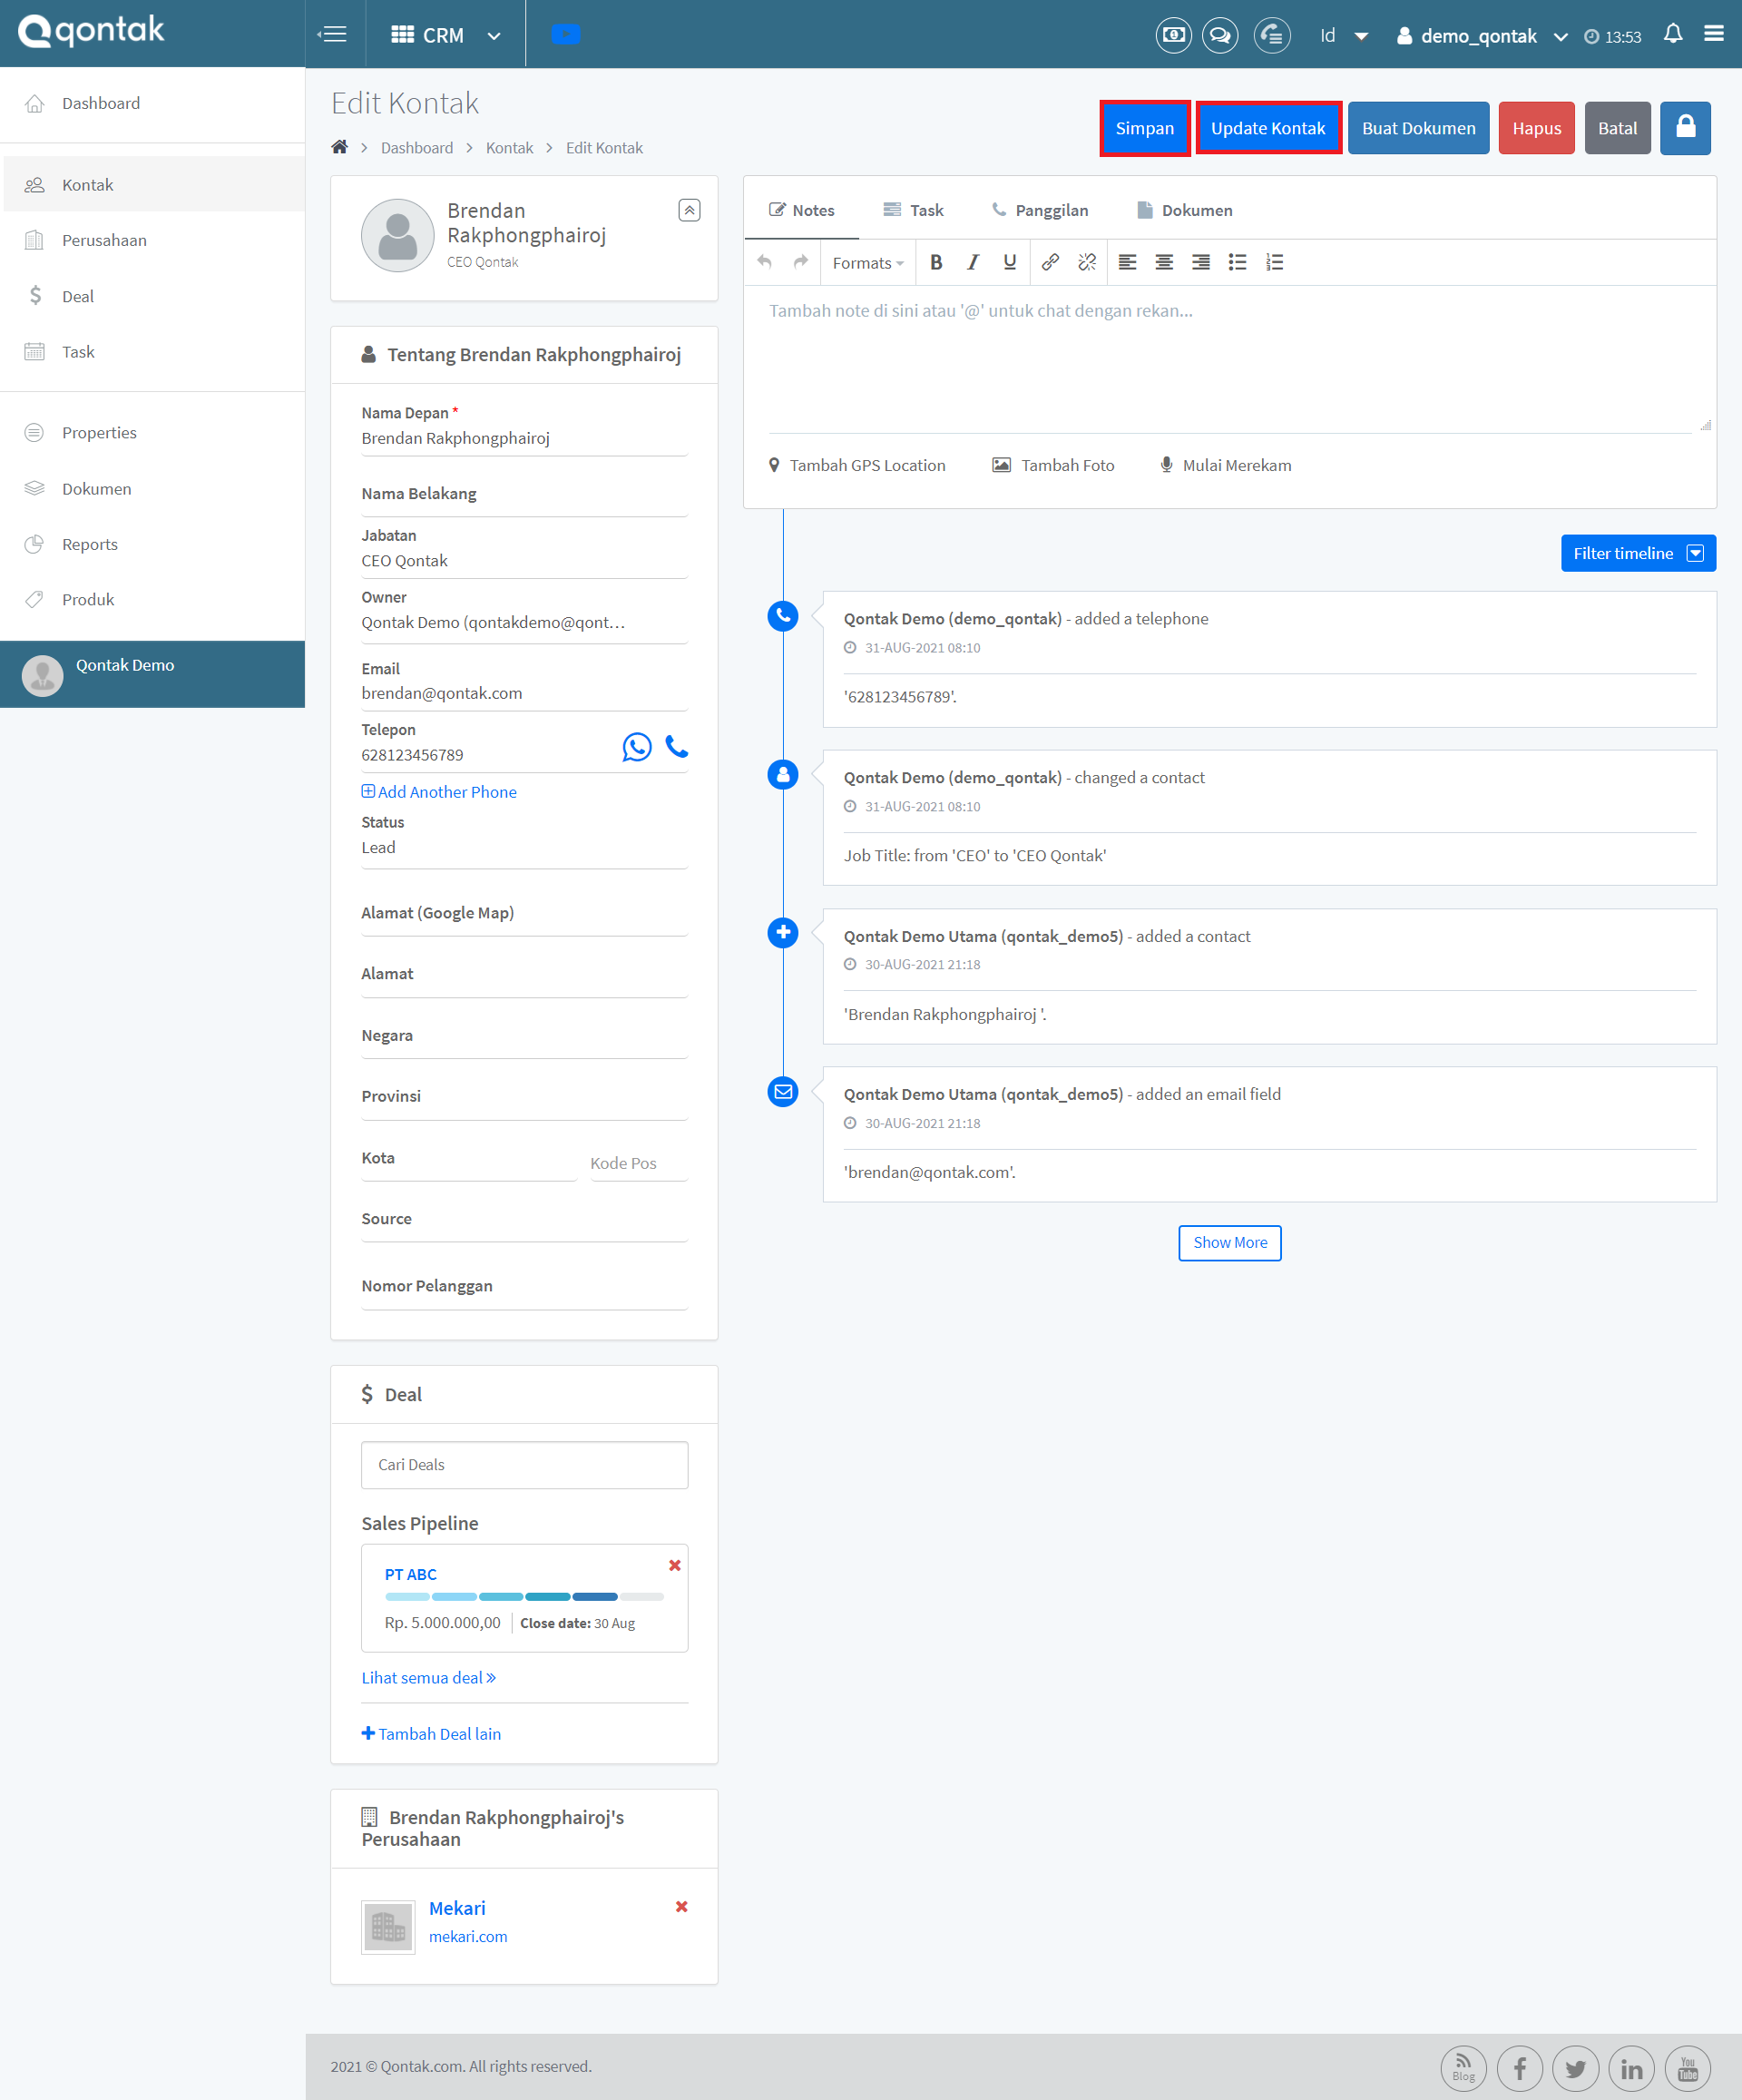 qontak
CRM
Id
demo_qontak
13:53
Dashboard
Kontak
Perusahaan
Deal
Task
Properties
Dokumen
Reports
Produk
Qontak Demo
Edit Kontak
Dashboard
Kontak
Edit Kontak
Simpan
Update Kontak
Buat Dokumen
Hapus
Batal
Brendan
Rakphongphairoj
CEO Qontak
Tentang Brendan Rakphongphairoj
Nama Depan *
Brendan Rakphongphairoj
Nama Belakang
Jabatan
CEO Qontak
Owner
Qontak Demo (qontakdemo@qont...
Email
brendan@qontak.com
Telepon
628123456789
Add Another Phone
Status
Lead
Alamat (Google Map)
Alamat
Negara
Provinsi
Kota
Kode Pos
Source
Nomor Pelanggan
Deal
Cari Deals
Sales Pipeline
PT ABC
Rp. 5.000.000,00
Close date: 30 Aug
Lihat semua deal »
Tambah Deal lain
Brendan Rakphongphairoj's
Perusahaan
Mekari
mekari.com
Notes
Task
Panggilan
Dokumen
Formats
B
I
U
Tambah note di sini atau '@' untuk chat dengan rekan...
Tambah GPS Location
Tambah Foto
Mulai Merekam
Filter timeline
Qontak Demo (demo_qontak) - added a telephone
31-AUG-2021 08:10
'628123456789'.
Qontak Demo (demo_qontak) - changed a contact
31-AUG-2021 08:10
Job Title: from 'CEO' to 'CEO Qontak'
Qontak Demo Utama (qontak_demo5) - added a contact
30-AUG-2021 21:18
'Brendan Rakphongphairoj '.
Qontak Demo Utama (qontak_demo5) - added an email field
30-AUG-2021 21:18
'brendan@qontak.com'.
Show More
2021 © Qontak.com. All rights reserved.
Blog
You
Tube